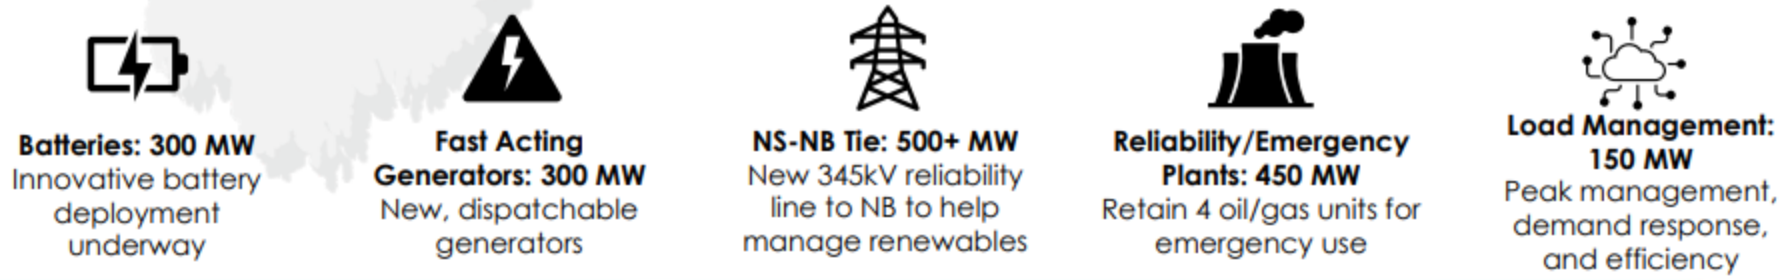 Batteries: 300 MW
Innovative battery
deployment
underway
Fast Acting
Generators: 300 MW
New, dispatchable
generators
NS-NB Tie: 500+ MW
New 345kV reliability
line to NB to help
manage renewables
Reliability/Emergency
Plants: 450 MW
Retain 4 oil/gas units for
emergency use
Load Management:
150 MW
Peak management,
demand response,
and efficiency